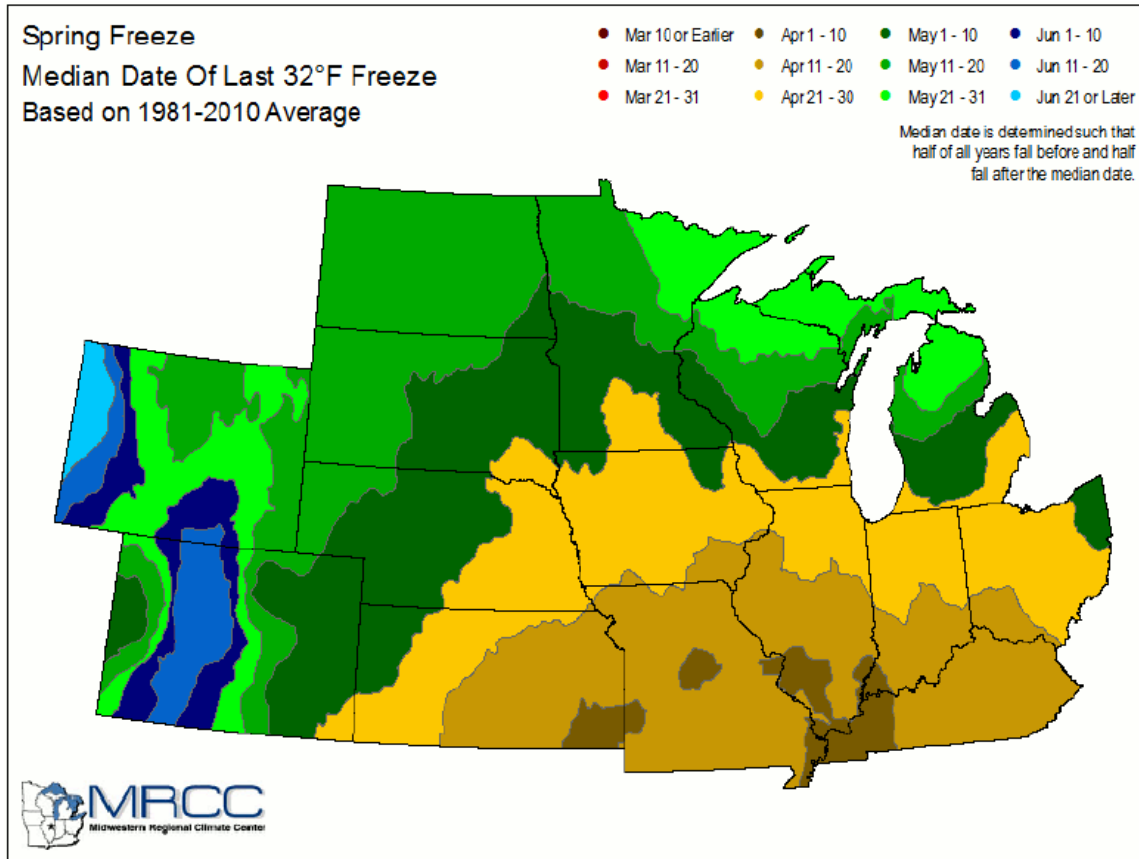 Spring Freeze
Median Date Of Last 32°F Freeze
Based on 1981-2010 Average
Mar 10 or Earlier
Mar 11 - 20
Mar 21 - 31
Apr 1 - 10
Apr 11 - 20
Apr 21 - 30
May 1 - 10
May 11 - 20
May 21 - 31
Jun 1 - 10
Jun 11 - 20
Jun 21 or Later
Median date is determined such that
half of all years fall before and half
fall after the median date.
MRCC
Midwestern Regional Climate Center